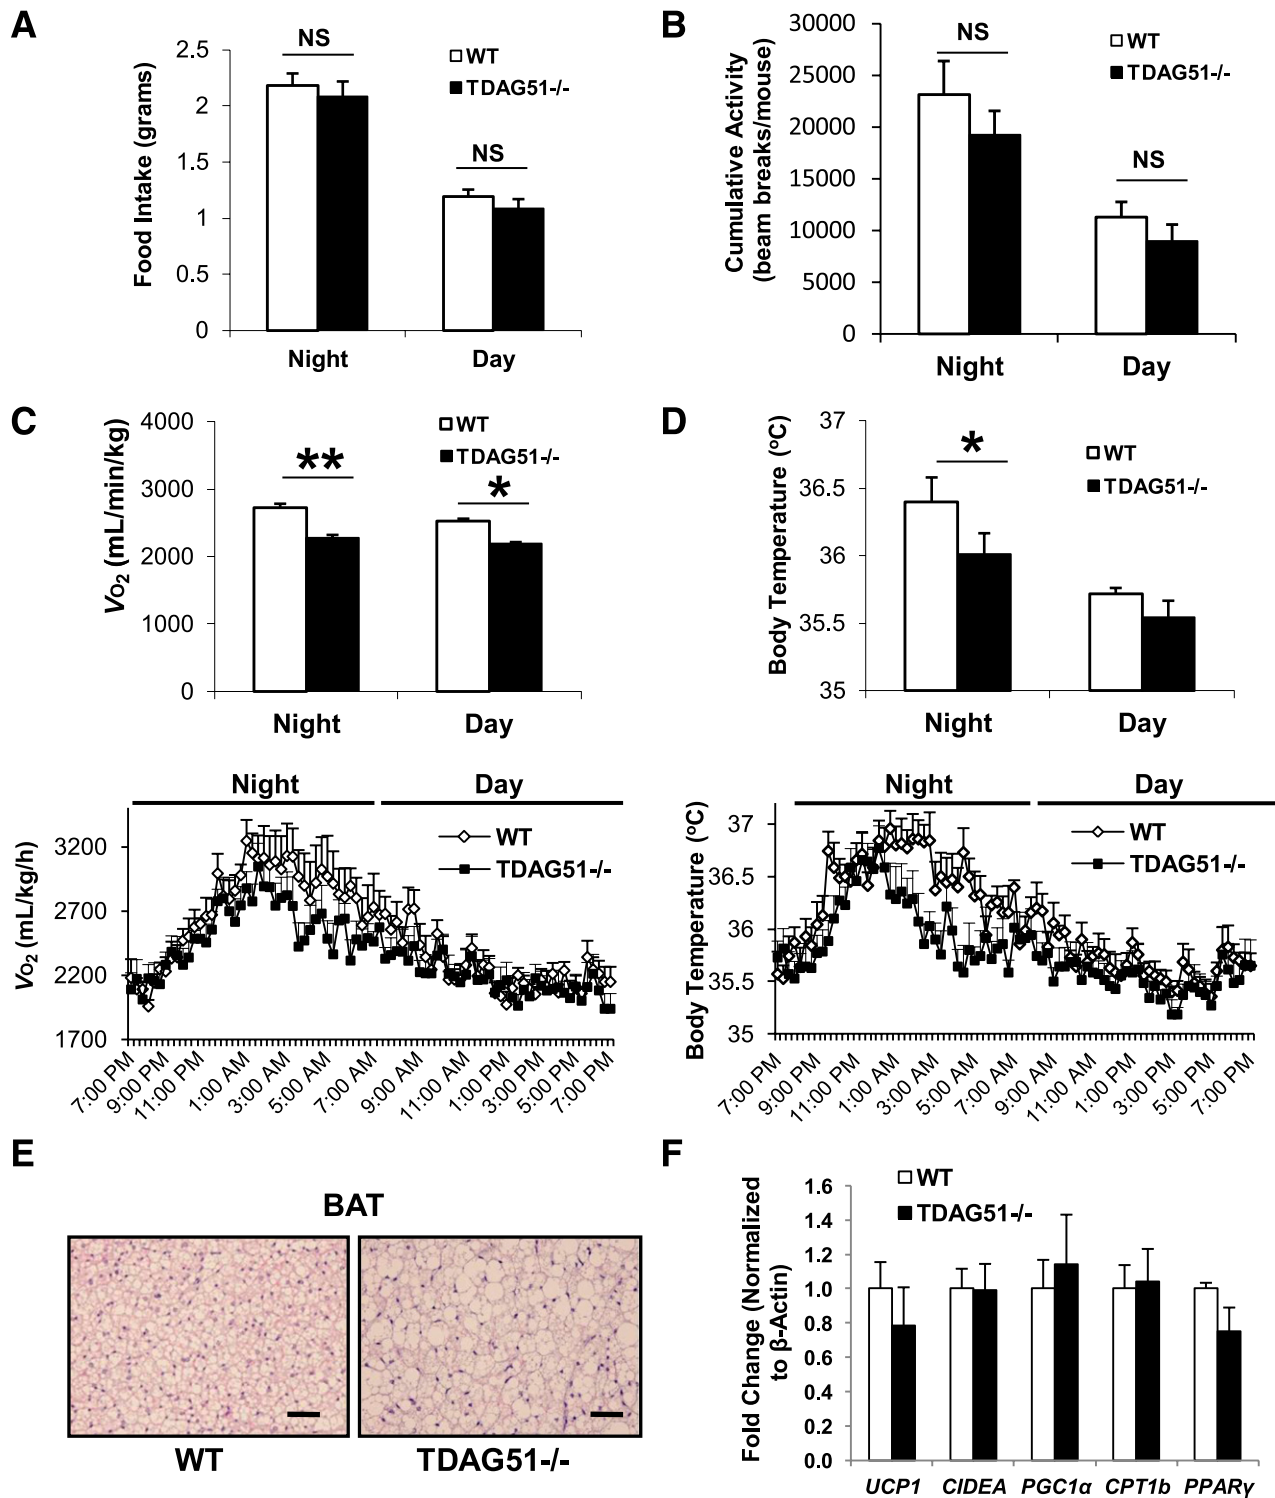 A
Food Intake (grams)
2.5
2
1.5
1
0.5
0
NS
NS
WT
TDAG51-/-
Night
Day
B
Cumulative Activity
(beam breaks/mouse)
30000
25000
20000
15000
10000
5000
0
NS
NS
WT
TDAG51-/-
Night
Day
C
VO2 (mL/min/kg)
4000
3000
2000
1000
0
**
*
WT
TDAG51-/-
Night
Day
Night
Day
VO2 (mL/kg/h)
3200
2700
2200
1700
WT
TDAG51-/-
7:00 PM
9:00 PM
11:00 PM
1:00 AM
3:00 AM
5:00 AM
7:00 AM
9:00 AM
11:00 AM
1:00 PM
3:00 PM
5:00 PM
7:00 PM
D
Body Temperature (ºC)
37
36.5
36
35.5
35
*
WT
TDAG51-/-
Night
Day
Night
Day
Body Temperature (ºC)
37
36.5
36
35.5
35
WT
TDAG51-/-
7:00 PM
9:00 PM
11:00 PM
1:00 AM
3:00 AM
5:00 AM
7:00 AM
9:00 AM
11:00 AM
1:00 PM
3:00 PM
5:00 PM
7:00 PM
E
BAT
WT
TDAG51-/-
F
Fold Change (Normalized
to β-Actin)
1.6
1.4
1.2
1.0
0.8
0.6
0.4
0.2
0.0
WT
TDAG51-/-
UCP1
CIDEA
PGC1α
CPT1b
PPARγ